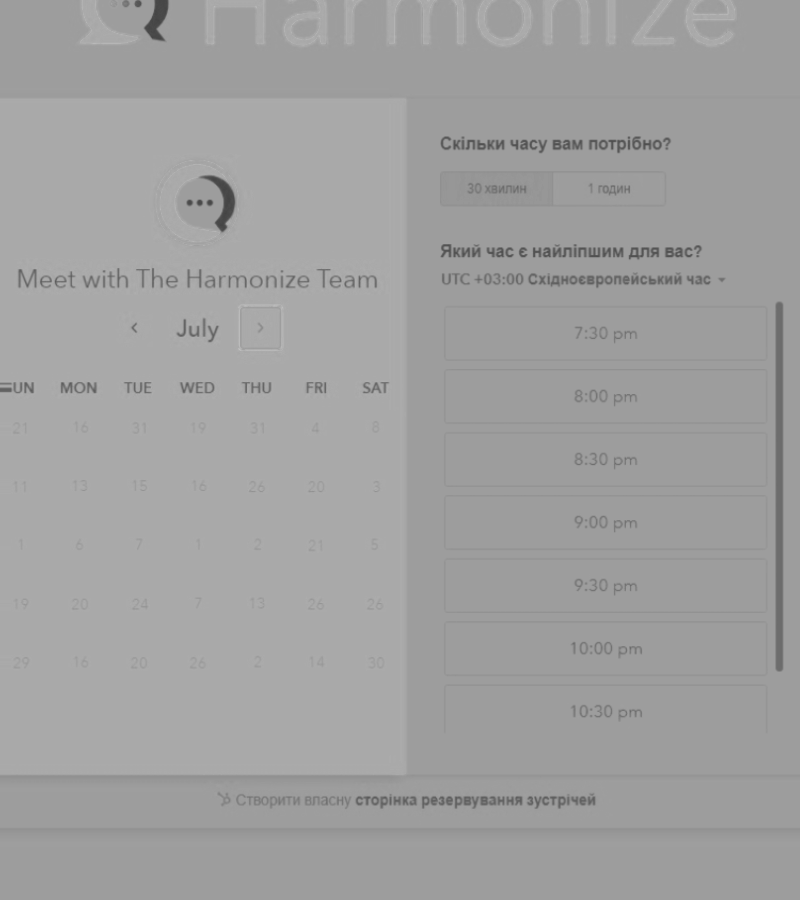 Harmonize
Meet with The Harmonize Team
July
UN MON TUE WED THU FRI SAT
21 16 31 19 31 4 8
11 13 15 16 26 20 3
1 6 7 1 2 21 5
19 20 24 7 13 26 26
29 16 20 26 2 14 30
Скільки часу вам потрібно?
30 хвилин 1 годин
Який час є найліпшим для вас?
UTC +03:00 Східноєвропейський час
7:30 pm
8:00 pm
8:30 pm
9:00 pm
9:30 pm
10:00 pm
10:30 pm
Створити власну сторінка резервування зустрічей